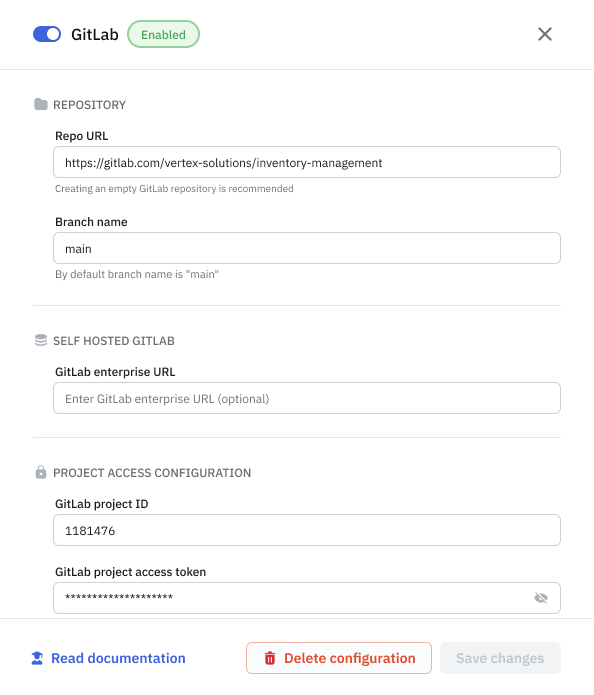 GitLab Enabled
REPOSITORY
Repo URL
https://gitlab.com/vertex-solutions/inventory-management
Creating an empty GitLab repository is recommended
Branch name
main
By default branch name is "main"
SELF HOSTED GITLAB
GitLab enterprise URL
Enter GitLab enterprise URL (optional)
PROJECT ACCESS CONFIGURATION
GitLab project ID
1181476
GitLab project access token
********************
Read documentation Delete configuration Save changes